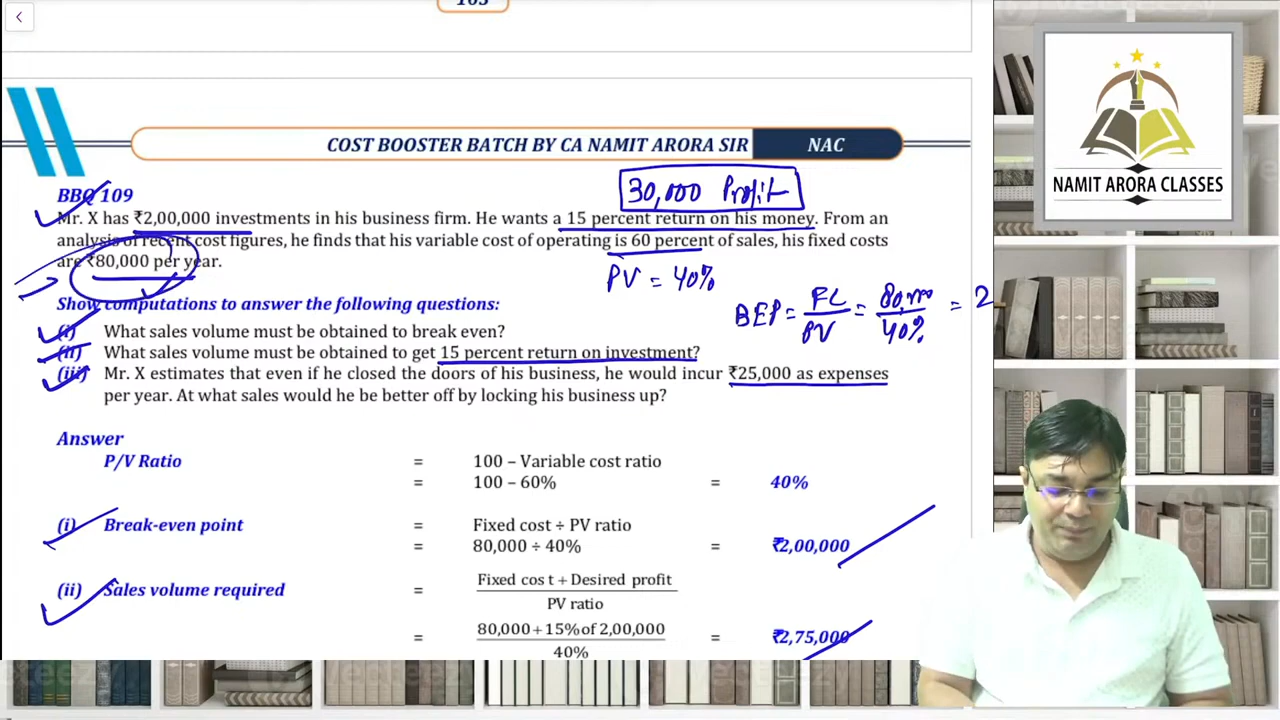 COST BOOSTER BATCH BY CA NAMIT ARORA SIR NAC
BBQ 109
30,000 Profit
Mr. X has ₹2,00,000 investments in his business firm. He wants a 15 percent return on his money. From an
analysis of recent cost figures, he finds that his variable cost of operating is 60 percent of sales, his fixed costs
are ₹80,000 per year.
PV = 40%
BEP = FC / PV = 80,000 / 40% = 2
Show computations to answer the following questions:
(i) What sales volume must be obtained to break even?
(ii) What sales volume must be obtained to get 15 percent return on investment?
(iii) Mr. X estimates that even if he closed the doors of his business, he would incur ₹25,000 as expenses
per year. At what sales would he be better off by locking his business up?
Answer
P/V Ratio = 100 – Variable cost ratio
= 100 – 60% = 40%
(i) Break-even point = Fixed cost ÷ PV ratio
= 80,000 ÷ 40% = ₹2,00,000
(ii) Sales volume required = Fixed cos t + Desired profit
PV ratio
= 80,000 + 15% of 2,00,000 = ₹2,75,000
40%
NAMIT ARORA CLASSES